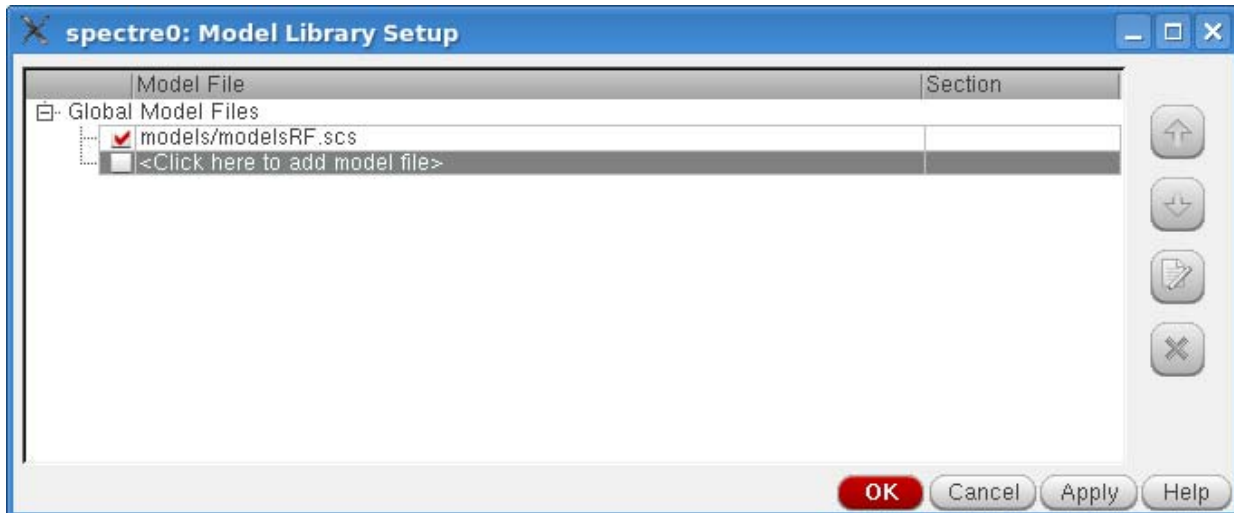 spectre0: Model Library Setup
Model File Section
Global Model Files
models/modelsRF.scs
<Click here to add model file>
OK Cancel Apply Help